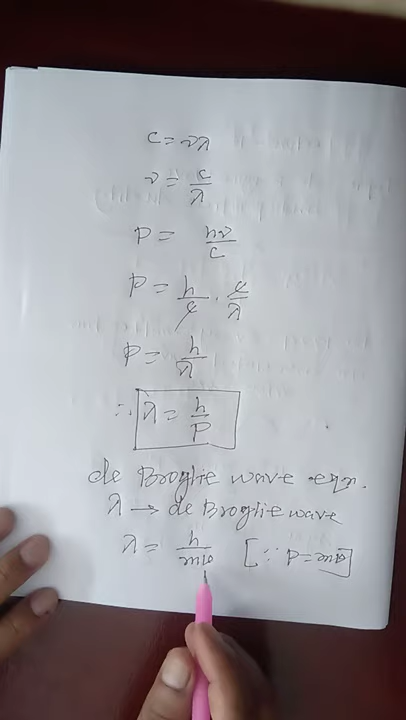 c = νλ
ν = c/λ
p = hν/c
p = h/c · c/λ
p = h/λ
∴ λ = h/p
de Broglie wave eqn.
λ → de Broglie wave
λ = h/mv [∵ p = mv]